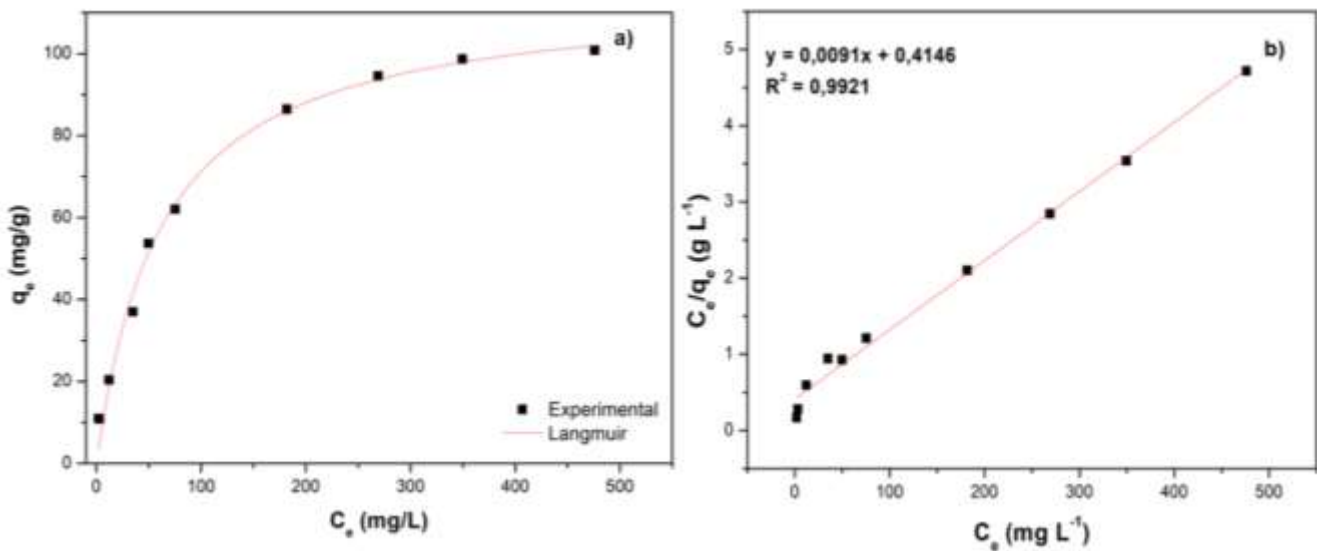 a)
100
80
60
40
20
0
q_e (mg/g)
0 100 200 300 400 500
C_e (mg/L)
Experimental
Langmuir
b)
y = 0,0091x + 0,4146
R² = 0,9921
5
4
3
2
1
0
C_e/q_e (g L⁻¹)
0 100 200 300 400 500
C_e (mg L⁻¹)